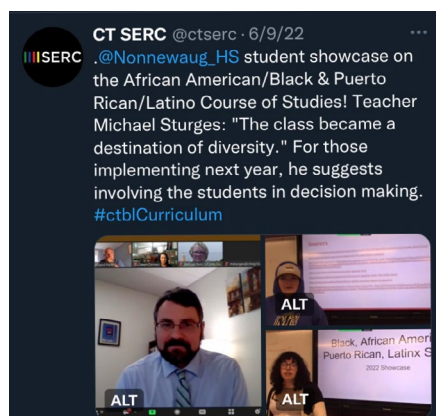 CT SERC @ctserc · 6/9/22
SERC
.@Nonnewaug_HS student showcase on
the African American/Black & Puerto
Rican/Latino Course of Studies! Teacher
Michael Sturges: "The class became a
destination of diversity." For those
implementing next year, he suggests
involving the students in decision making.
#ctblCurriculum
ALT
ALT
Black, African Ameri
Puerto Rican, Latinx S
2022 Showcase
ALT